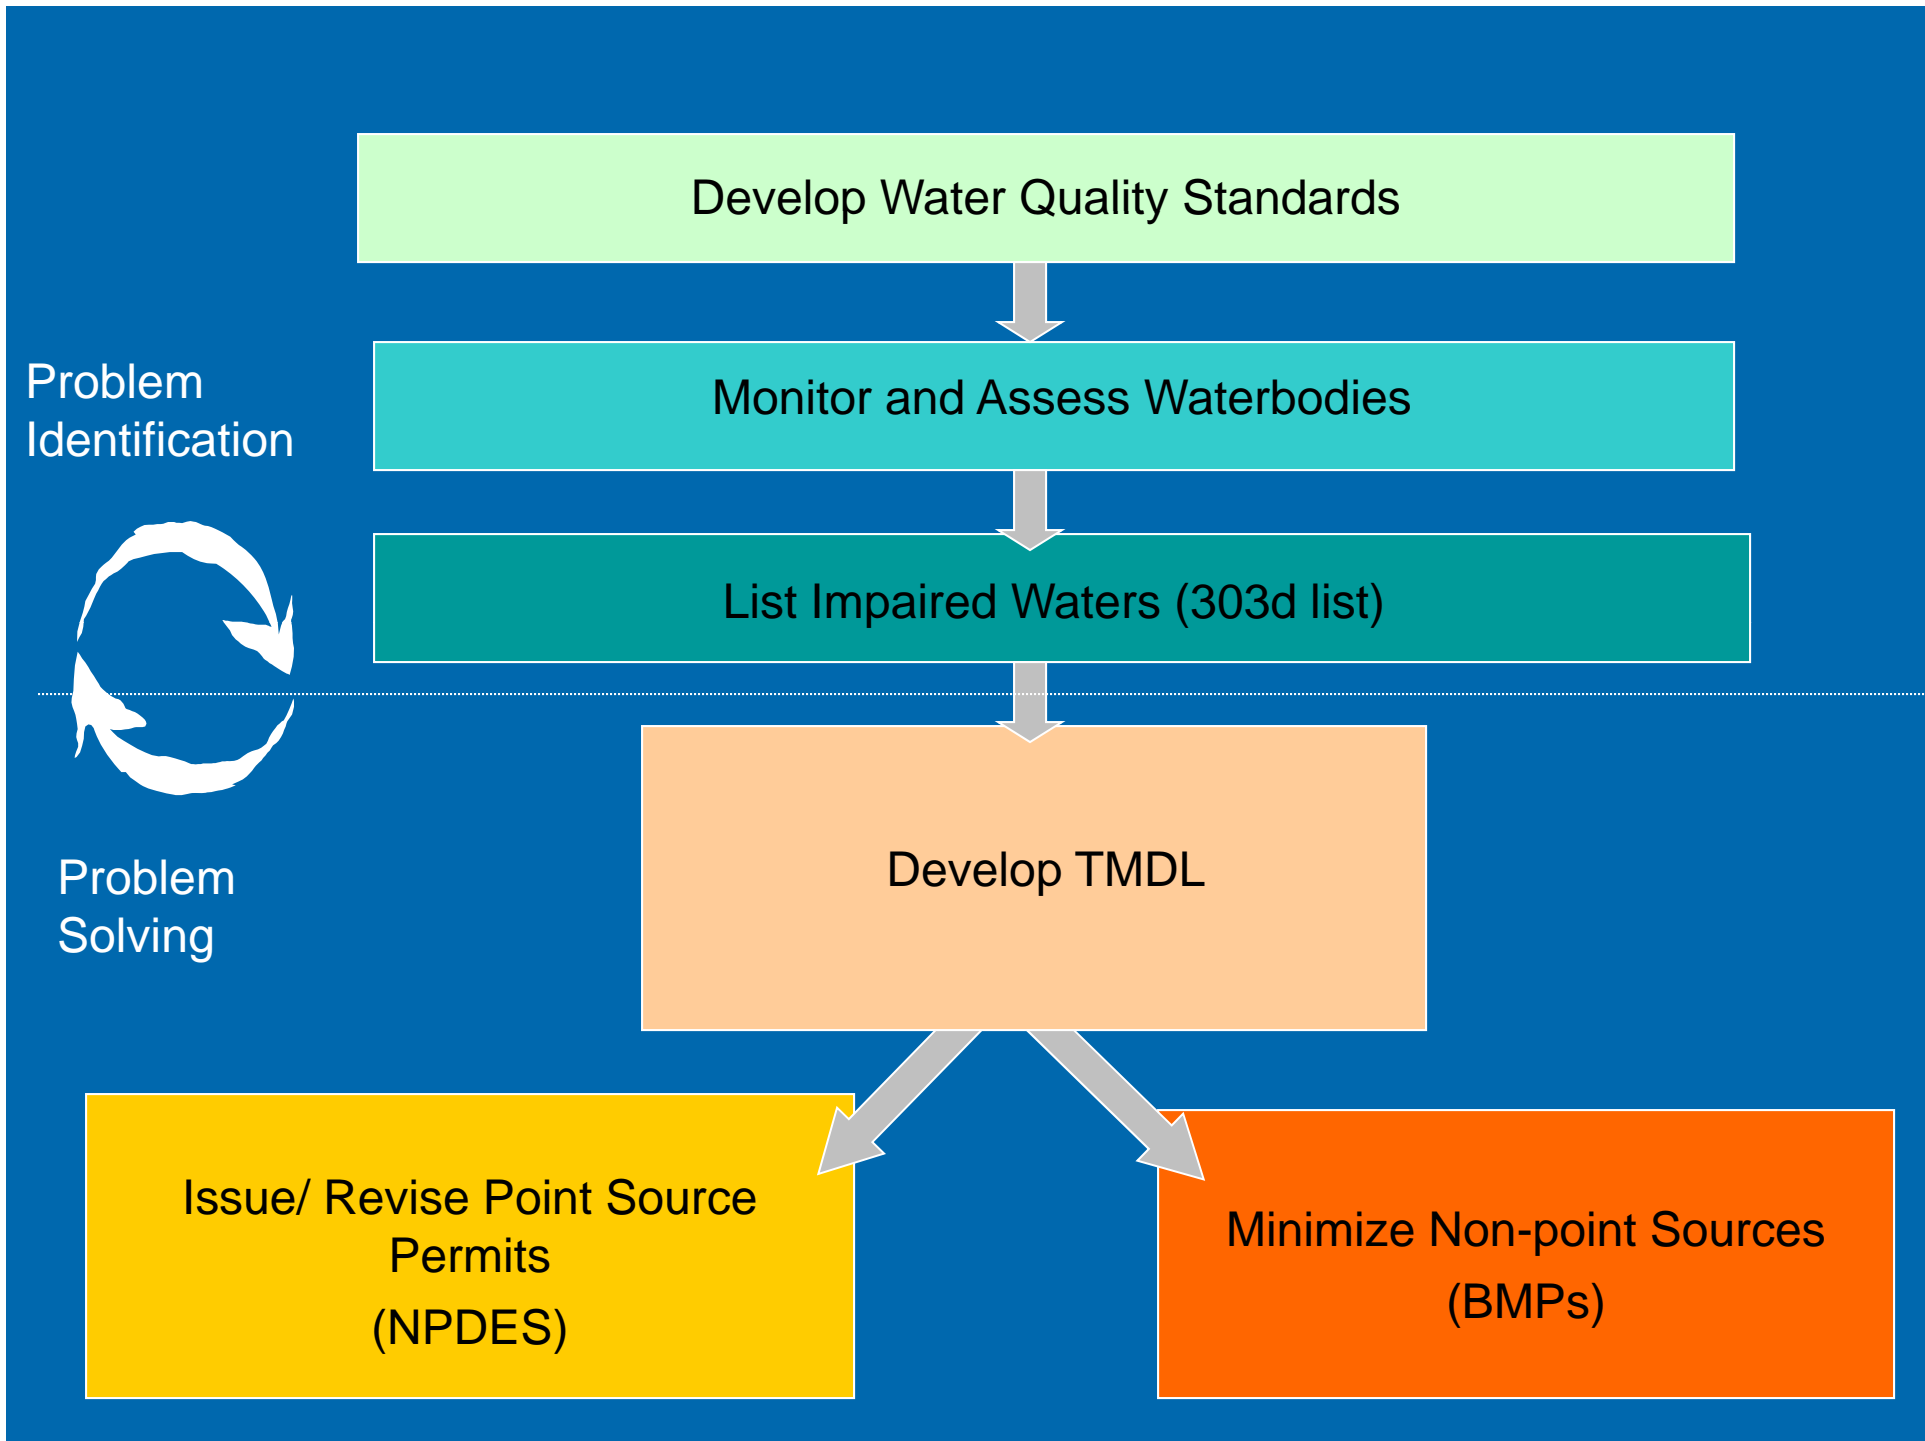 Develop Water Quality Standards
Problem
Identification
Monitor and Assess Waterbodies
List Impaired Waters (303d list)
Problem
Solving
Develop TMDL
Issue/ Revise Point Source
Permits
(NPDES)
Minimize Non-point Sources
(BMPs)